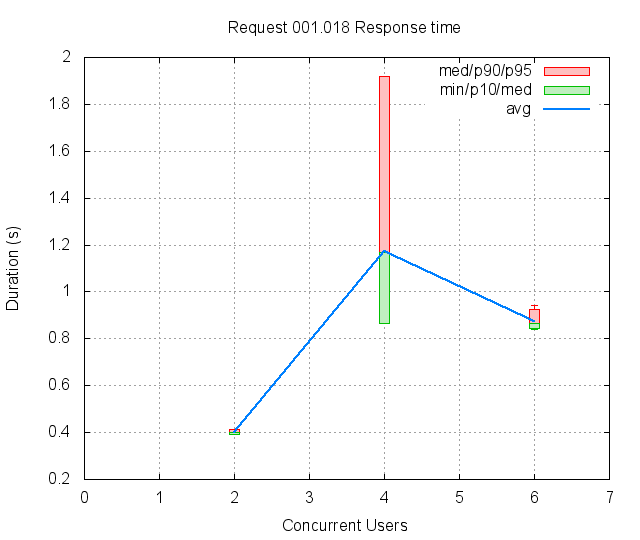 Request 001.018 Response time
med/p90/p95
min/p10/med
avg
Duration (s)
2
1.8
1.6
1.4
1.2
1
0.8
0.6
0.4
0.2
0 1 2 3 4 5 6 7
Concurrent Users